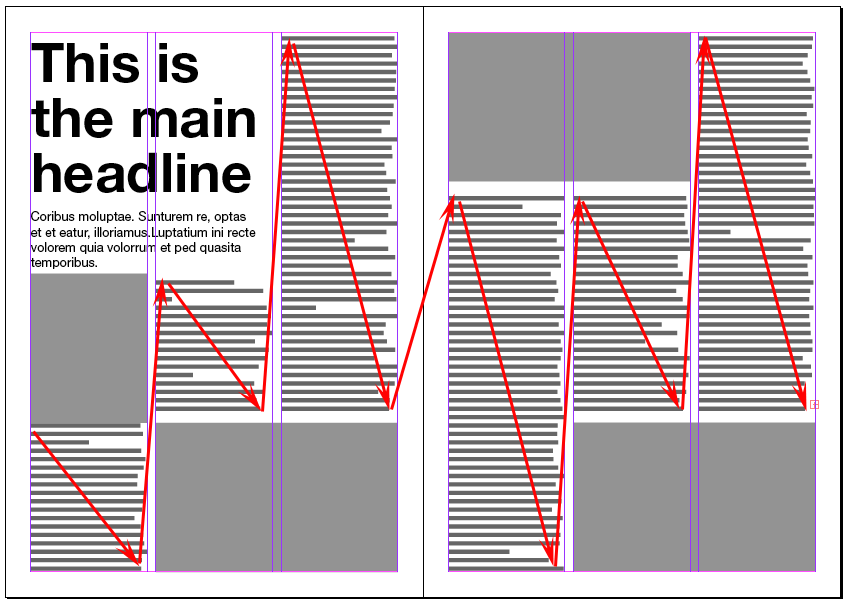 This is
the main
headline
Coribus moluptae. Sunturem re, optas
et et eatur, illoriamus.Luptatium ini recte
volorem quia volorrum et ped quasita
temporibus.